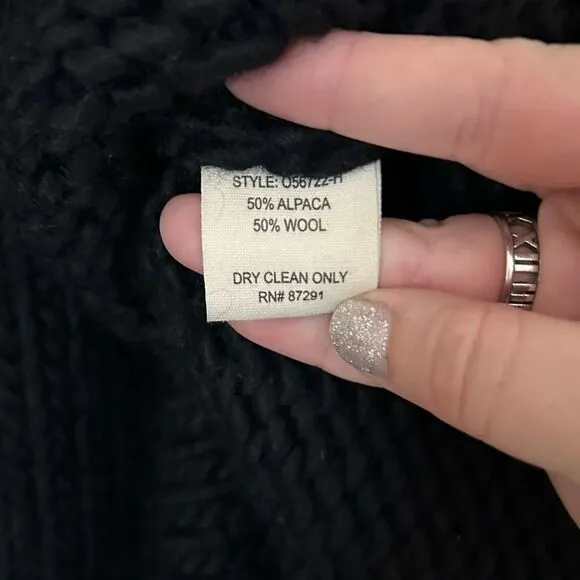 STYLE: O56722-H
50% ALPACA
50% WOOL
DRY CLEAN ONLY
RN# 87291